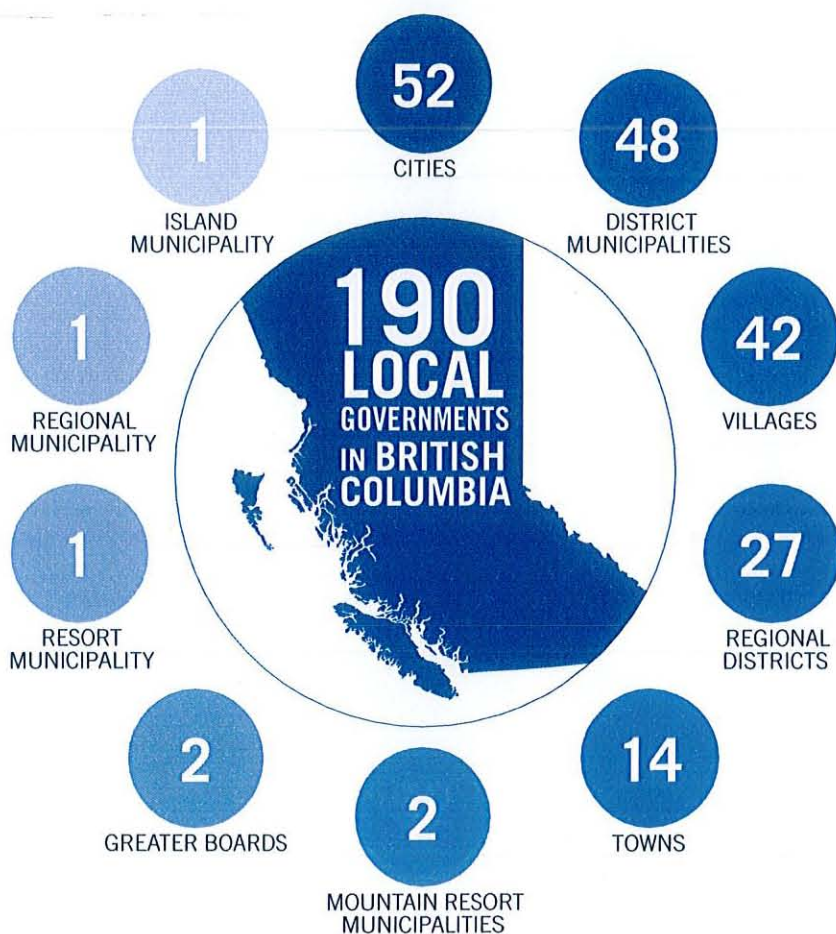 190
LOCAL
GOVERNMENTS
IN BRITISH
COLUMBIA
52
CITIES
48
DISTRICT
MUNICIPALITIES
42
VILLAGES
27
REGIONAL
DISTRICTS
14
TOWNS
2
MOUNTAIN RESORT
MUNICIPALITIES
2
GREATER BOARDS
1
RESORT
MUNICIPALITY
1
REGIONAL
MUNICIPALITY
1
ISLAND
MUNICIPALITY